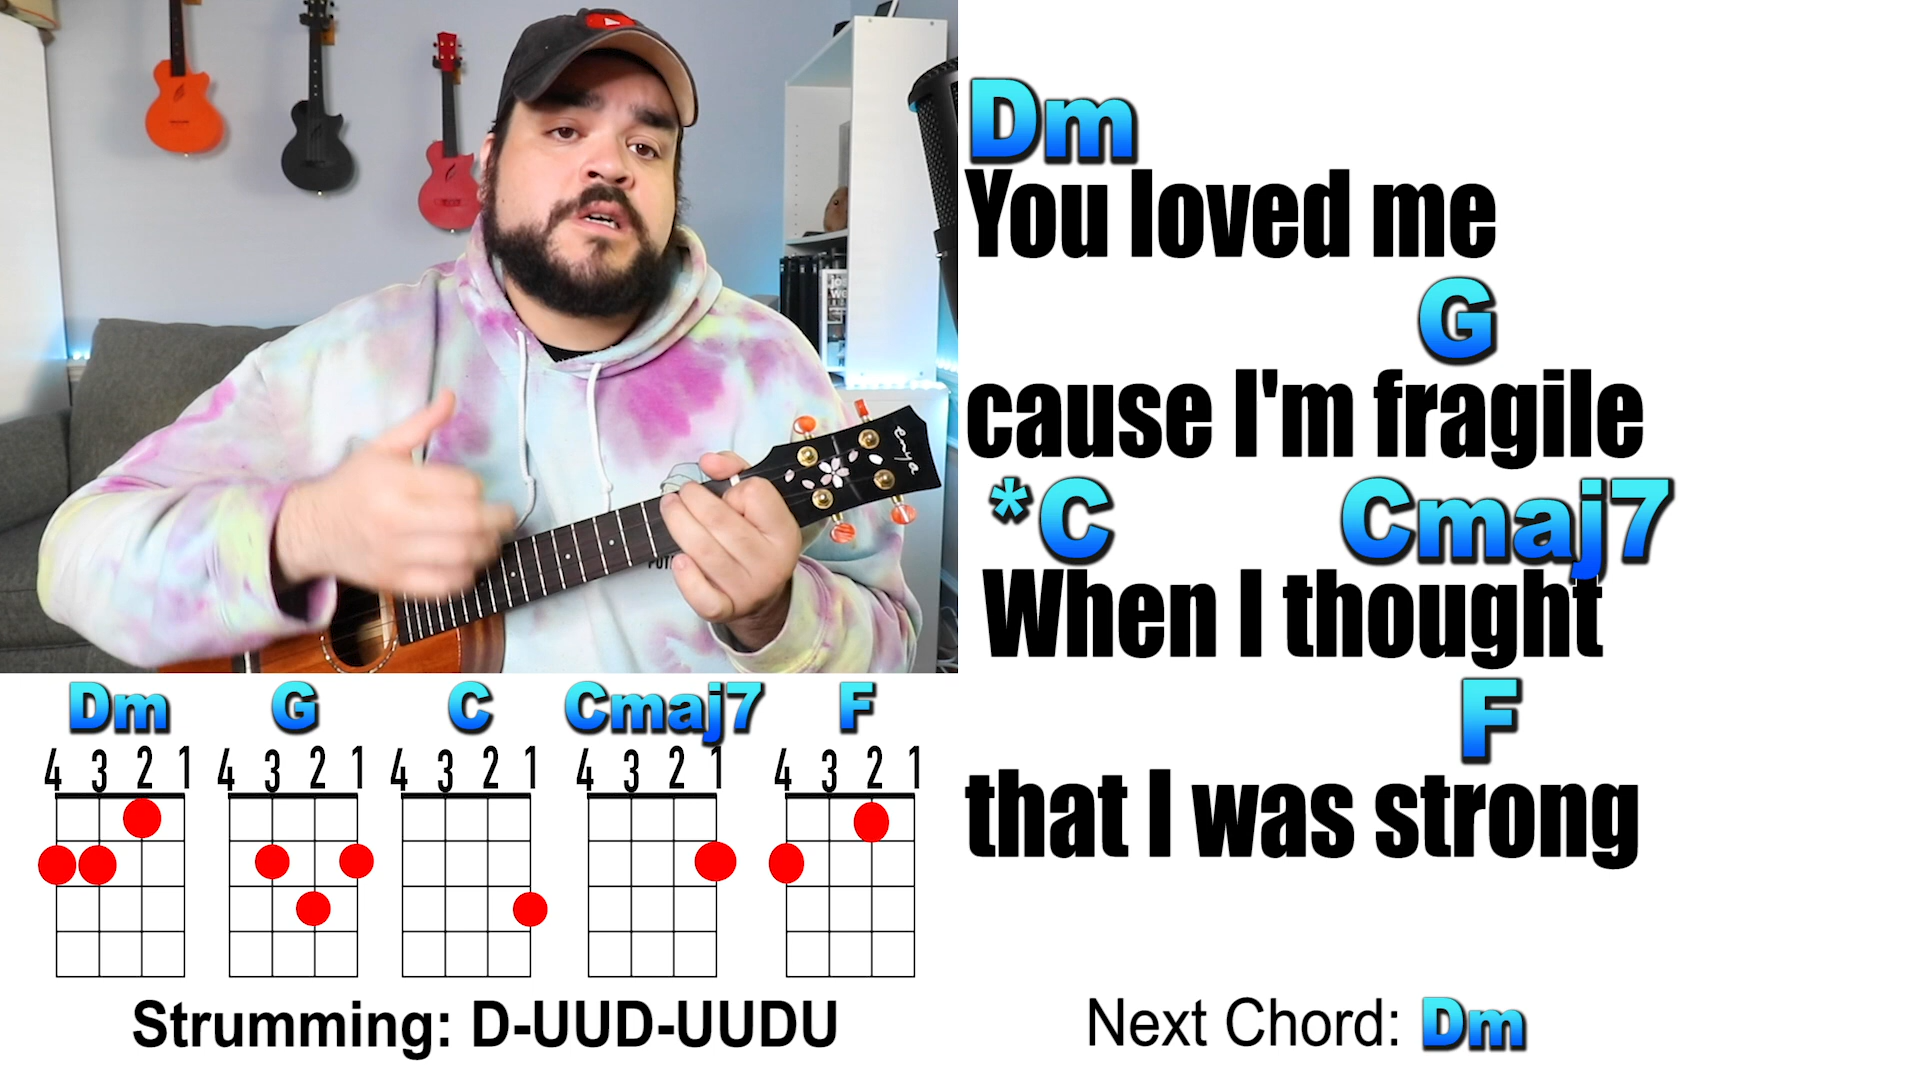 Dm
You loved me
G
cause I'm fragile
*C Cmaj7
When I thought
F
that I was strong
enya
Dm G C Cmaj7 F
4 3 2 1 4 3 2 1 4 3 2 1 4 3 2 1 4 3 2 1
Strumming: D-UUD-UUDU
Next Chord: Dm